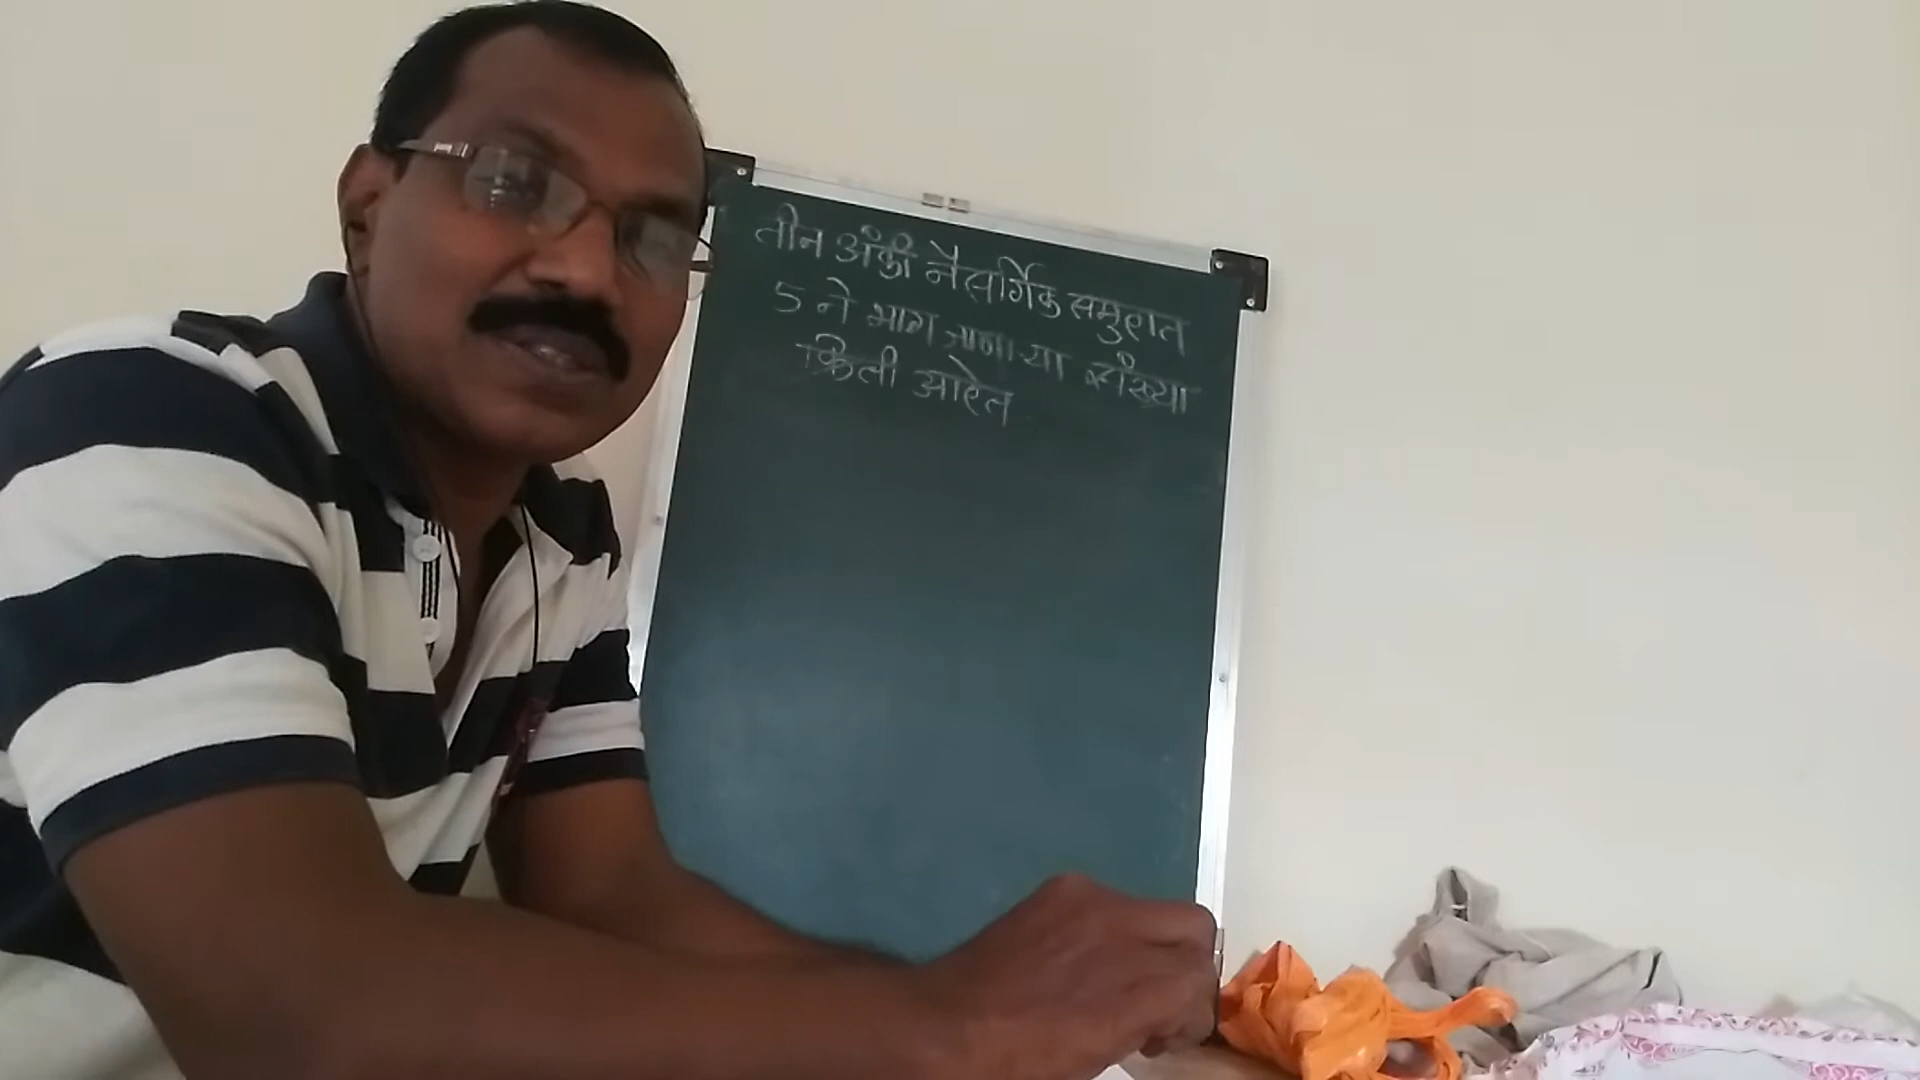 तीन अंकी नैसर्गिक समुहात
5 ने भाग जाणाऱ्या संख्या
किती आहेत